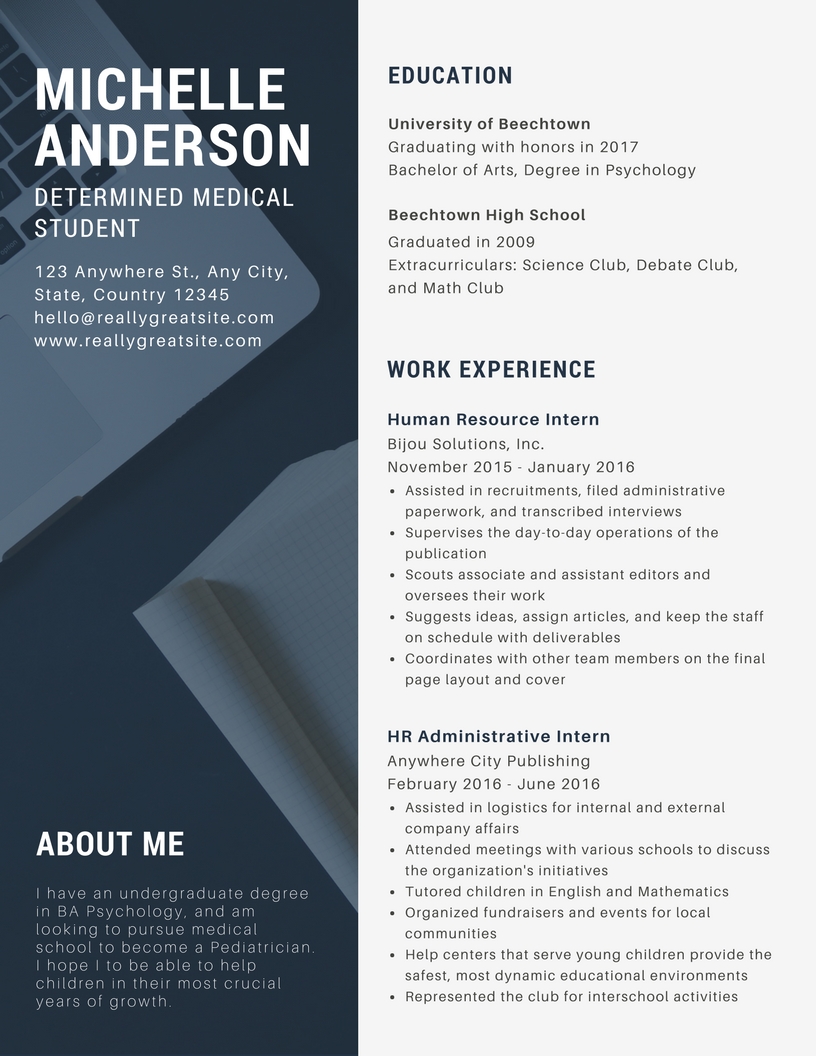 MICHELLE
ANDERSON
DETERMINED MEDICAL
STUDENT
123 Anywhere St., Any City,
State, Country 12345
hello@reallygreatsite.com
www.reallygreatsite.com
ABOUT ME
I have an undergraduate degree
in BA Psychology, and am
looking to pursue medical
school to become a Pediatrician.
I hope I to be able to help
children in their most crucial
years of growth.
EDUCATION
University of Beechtown
Graduating with honors in 2017
Bachelor of Arts, Degree in Psychology
Beechtown High School
Graduated in 2009
Extracurriculars: Science Club, Debate Club,
and Math Club
WORK EXPERIENCE
Human Resource Intern
Bijou Solutions, Inc.
November 2015 - January 2016
• Assisted in recruitments, filed administrative
paperwork, and transcribed interviews
• Supervises the day-to-day operations of the
publication
• Scouts associate and assistant editors and
oversees their work
• Suggests ideas, assign articles, and keep the staff
on schedule with deliverables
• Coordinates with other team members on the final
page layout and cover
HR Administrative Intern
Anywhere City Publishing
February 2016 - June 2016
• Assisted in logistics for internal and external
company affairs
• Attended meetings with various schools to discuss
the organization's initiatives
• Tutored children in English and Mathematics
• Organized fundraisers and events for local
communities
• Help centers that serve young children provide the
safest, most dynamic educational environments
• Represented the club for interschool activities